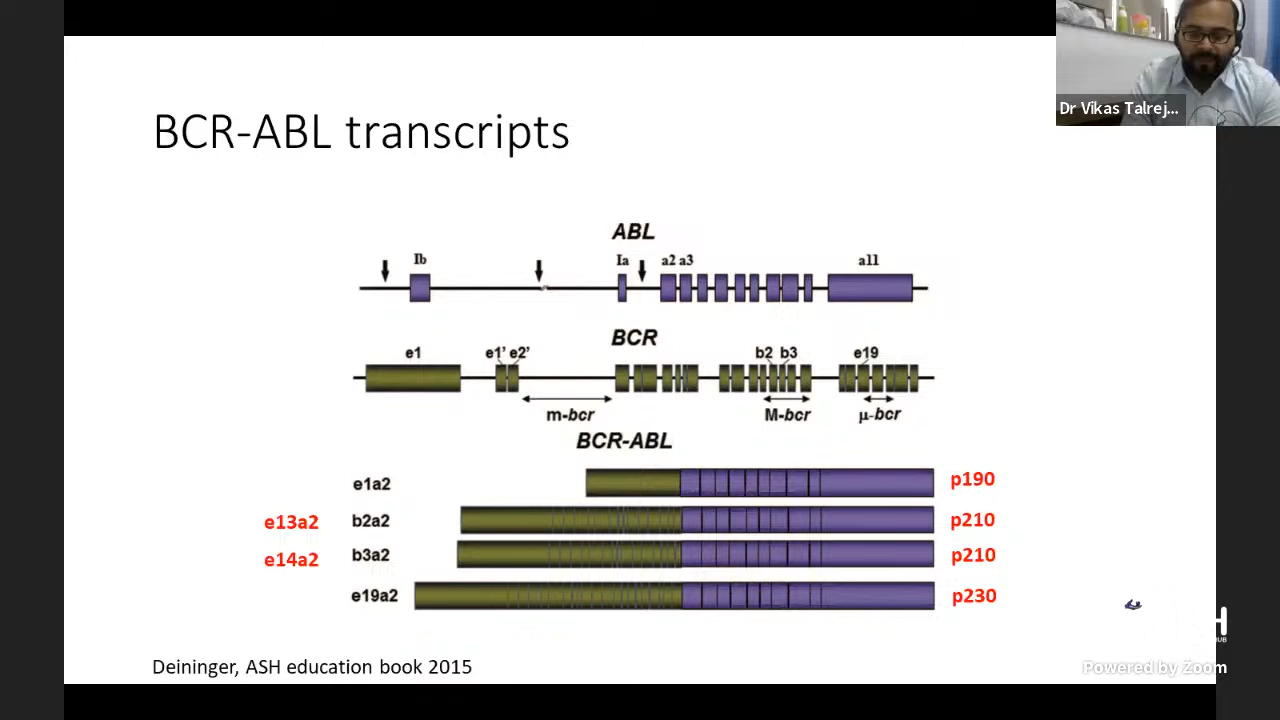 Dr Vikas Talrej...
BCR-ABL transcripts
ABL
Ib Ia a2 a3 a11
BCR
e1 e1' e2' b2 b3 e19
m-bcr M-bcr μ-bcr
BCR-ABL
e1a2 p190
e13a2 b2a2 p210
e14a2 b3a2 p210
e19a2 p230
Deininger, ASH education book 2015
Powered by Zoom